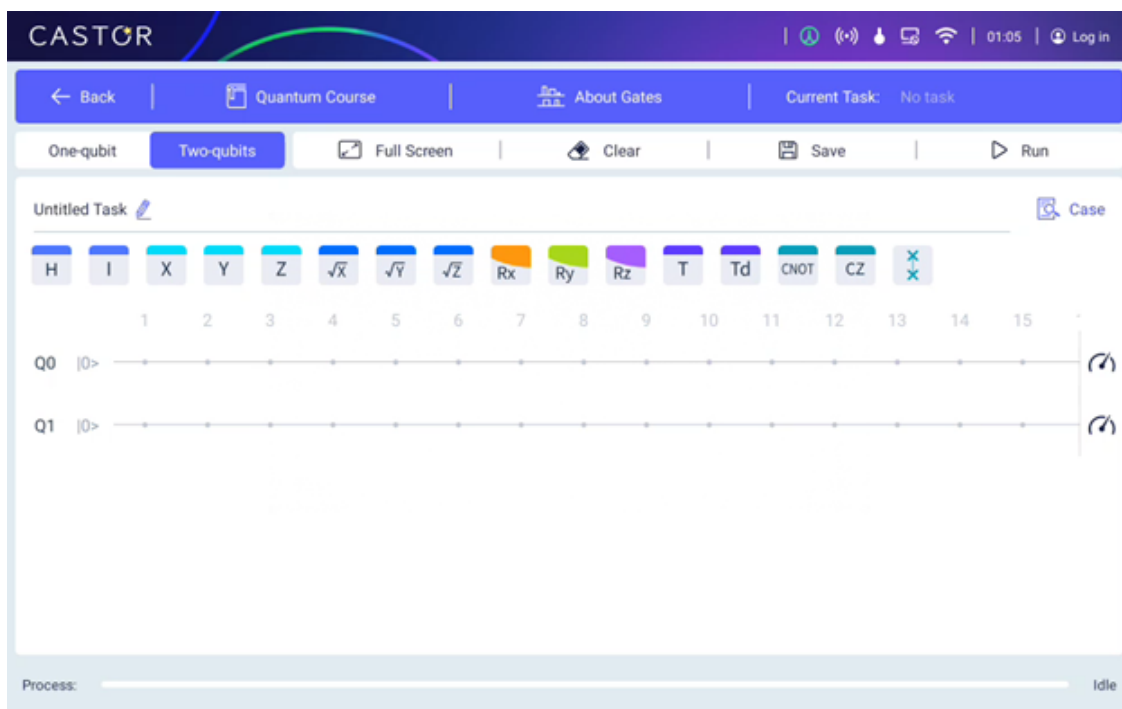 CASTOR 01:05 Log in
Back Quantum Course About Gates Current Task: No task
One-qubit Two-qubits Full Screen Clear Save Run
Untitled Task Case
H I X Y Z √X √Y √Z Rx Ry Rz T Td CNOT CZ
1 2 3 4 5 6 7 8 9 10 11 12 13 14 15
Q0 |0>
Q1 |0>
Process: Idle